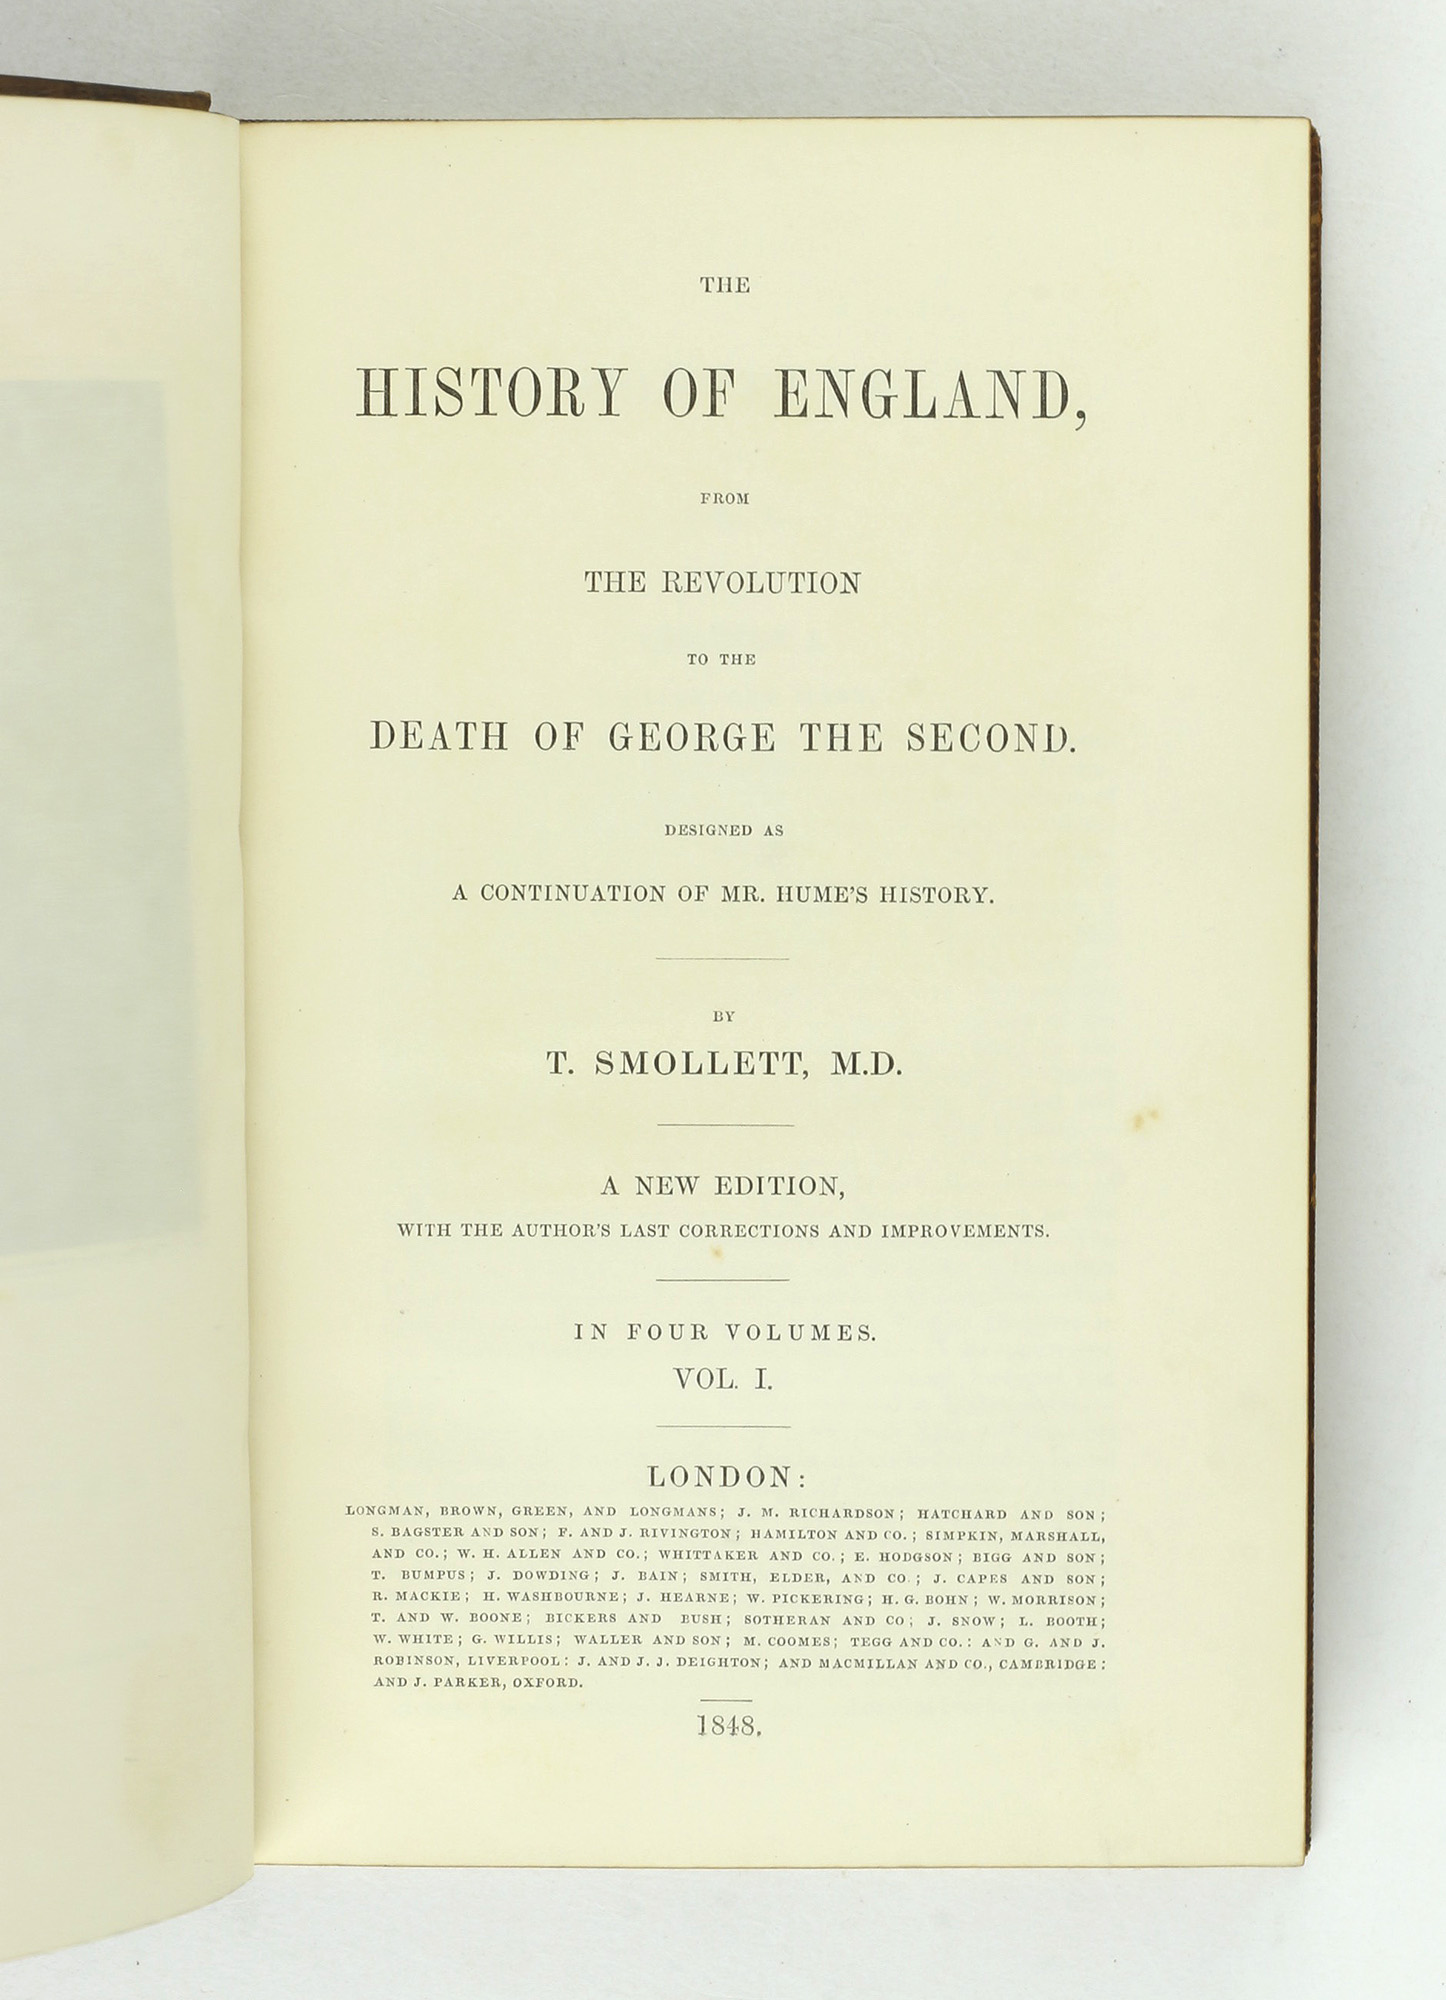 THE
HISTORY OF ENGLAND,
FROM
THE REVOLUTION
TO THE
DEATH OF GEORGE THE SECOND.
DESIGNED AS
A CONTINUATION OF MR. HUME'S HISTORY.
BY
T. SMOLLETT, M.D.
A NEW EDITION,
WITH THE AUTHOR'S LAST CORRECTIONS AND IMPROVEMENTS.
IN FOUR VOLUMES.
VOL. I.
LONDON:
LONGMAN, BROWN, GREEN, AND LONGMANS; J. M. RICHARDSON; HATCHARD AND SON;
S. BAGSTER AND SON; F. AND J. RIVINGTON; HAMILTON AND CO.; SIMPKIN, MARSHALL,
AND CO.; W. H. ALLEN AND CO.; WHITTAKER AND CO.; E. HODGSON; BIGG AND SON;
T. BUMPUS; J. DOWDING; J. BAIN; SMITH, ELDER, AND CO.; J. CAPES AND SON;
R. MACKIE; H. WASHBOURNE; J. HEARNE; W. PICKERING; H. G. BOHN; W. MORRISON;
T. AND W. BOONE; BICKERS AND BUSH; SOTHERAN AND CO; J. SNOW; L. BOOTH;
W. WHITE; G. WILLIS; WALLER AND SON; M. COOMES; TEGG AND CO.: AND G. AND J.
ROBINSON, LIVERPOOL: J. AND J. J. DEIGHTON; AND MACMILLAN AND CO., CAMBRIDGE:
AND J. PARKER, OXFORD.
1848.